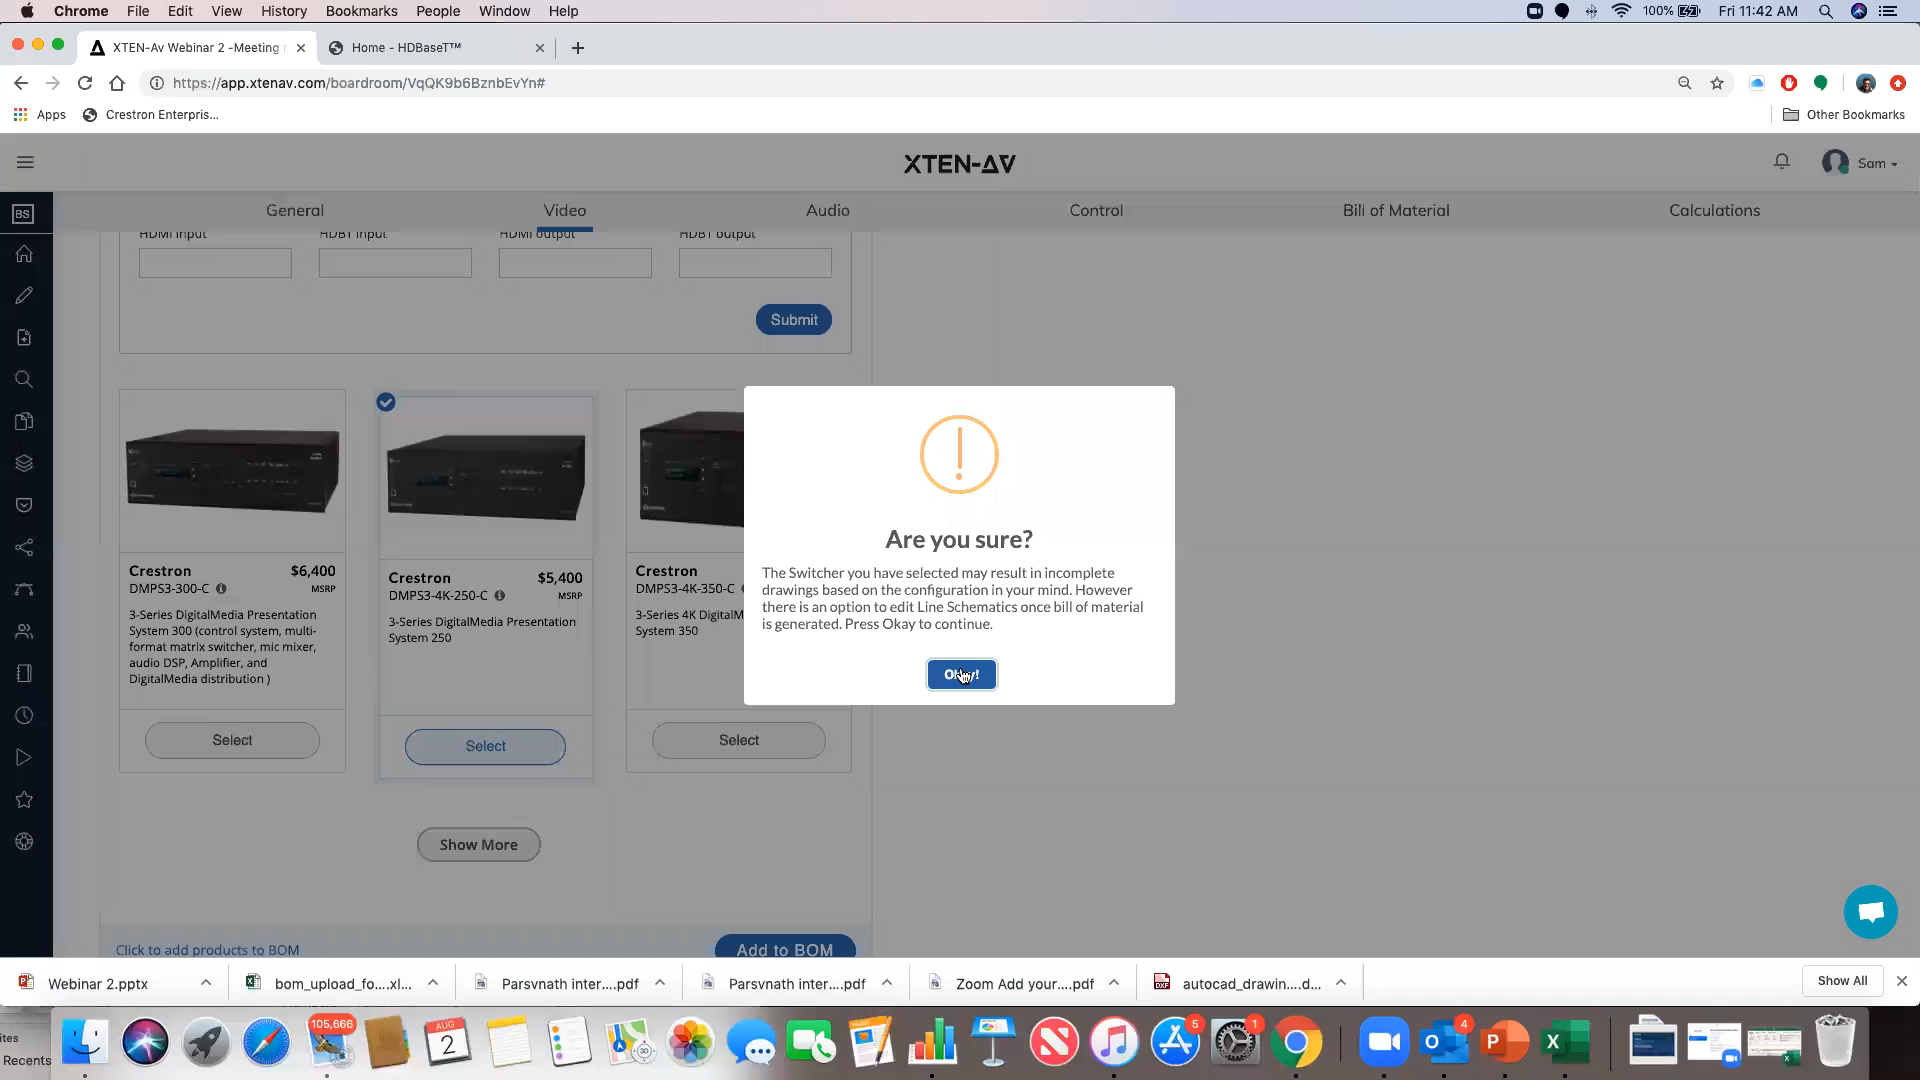 Chrome File Edit View History Bookmarks People Window Help 100% Fri 11:42 AM
XTEN-Av Webinar 2 -Meeting Home - HDBaseT™
https://app.xtenav.com/boardroom/VqQK9b6BznbEvYn#
Apps Crestron Enterpris... Other Bookmarks
XTEN-AV Sam
BS General Video Audio Control Bill of Material Calculations
HDMI input HDBT input HDMI output HDBT output
Submit
Are you sure?
The Switcher you have selected may result in incomplete
drawings based on the configuration in your mind. However
there is an option to edit Line Schematics once bill of material
is generated. Press Okay to continue.
Okay!
Crestron $6,400
DMPS3-300-C MSRP
3-Series DigitalMedia Presentation
System 300 (control system, multi-
format matrix switcher, mic mixer,
audio DSP, Amplifier, and
DigitalMedia distribution )
Select
Crestron $5,400
DMPS3-4K-250-C MSRP
3-Series DigitalMedia Presentation
System 250
Select
Crestron
DMPS3-4K-350-C
3-Series 4K DigitalM
System 350
Select
Show More
Click to add products to BOM Add to BOM
Webinar 2.pptx bom_upload_fo....xl... Parsvnath inter....pdf Parsvnath inter....pdf Zoom Add your....pdf autocad_drawin....d... Show All
105,666 AUG 2 5 1 4
Recents